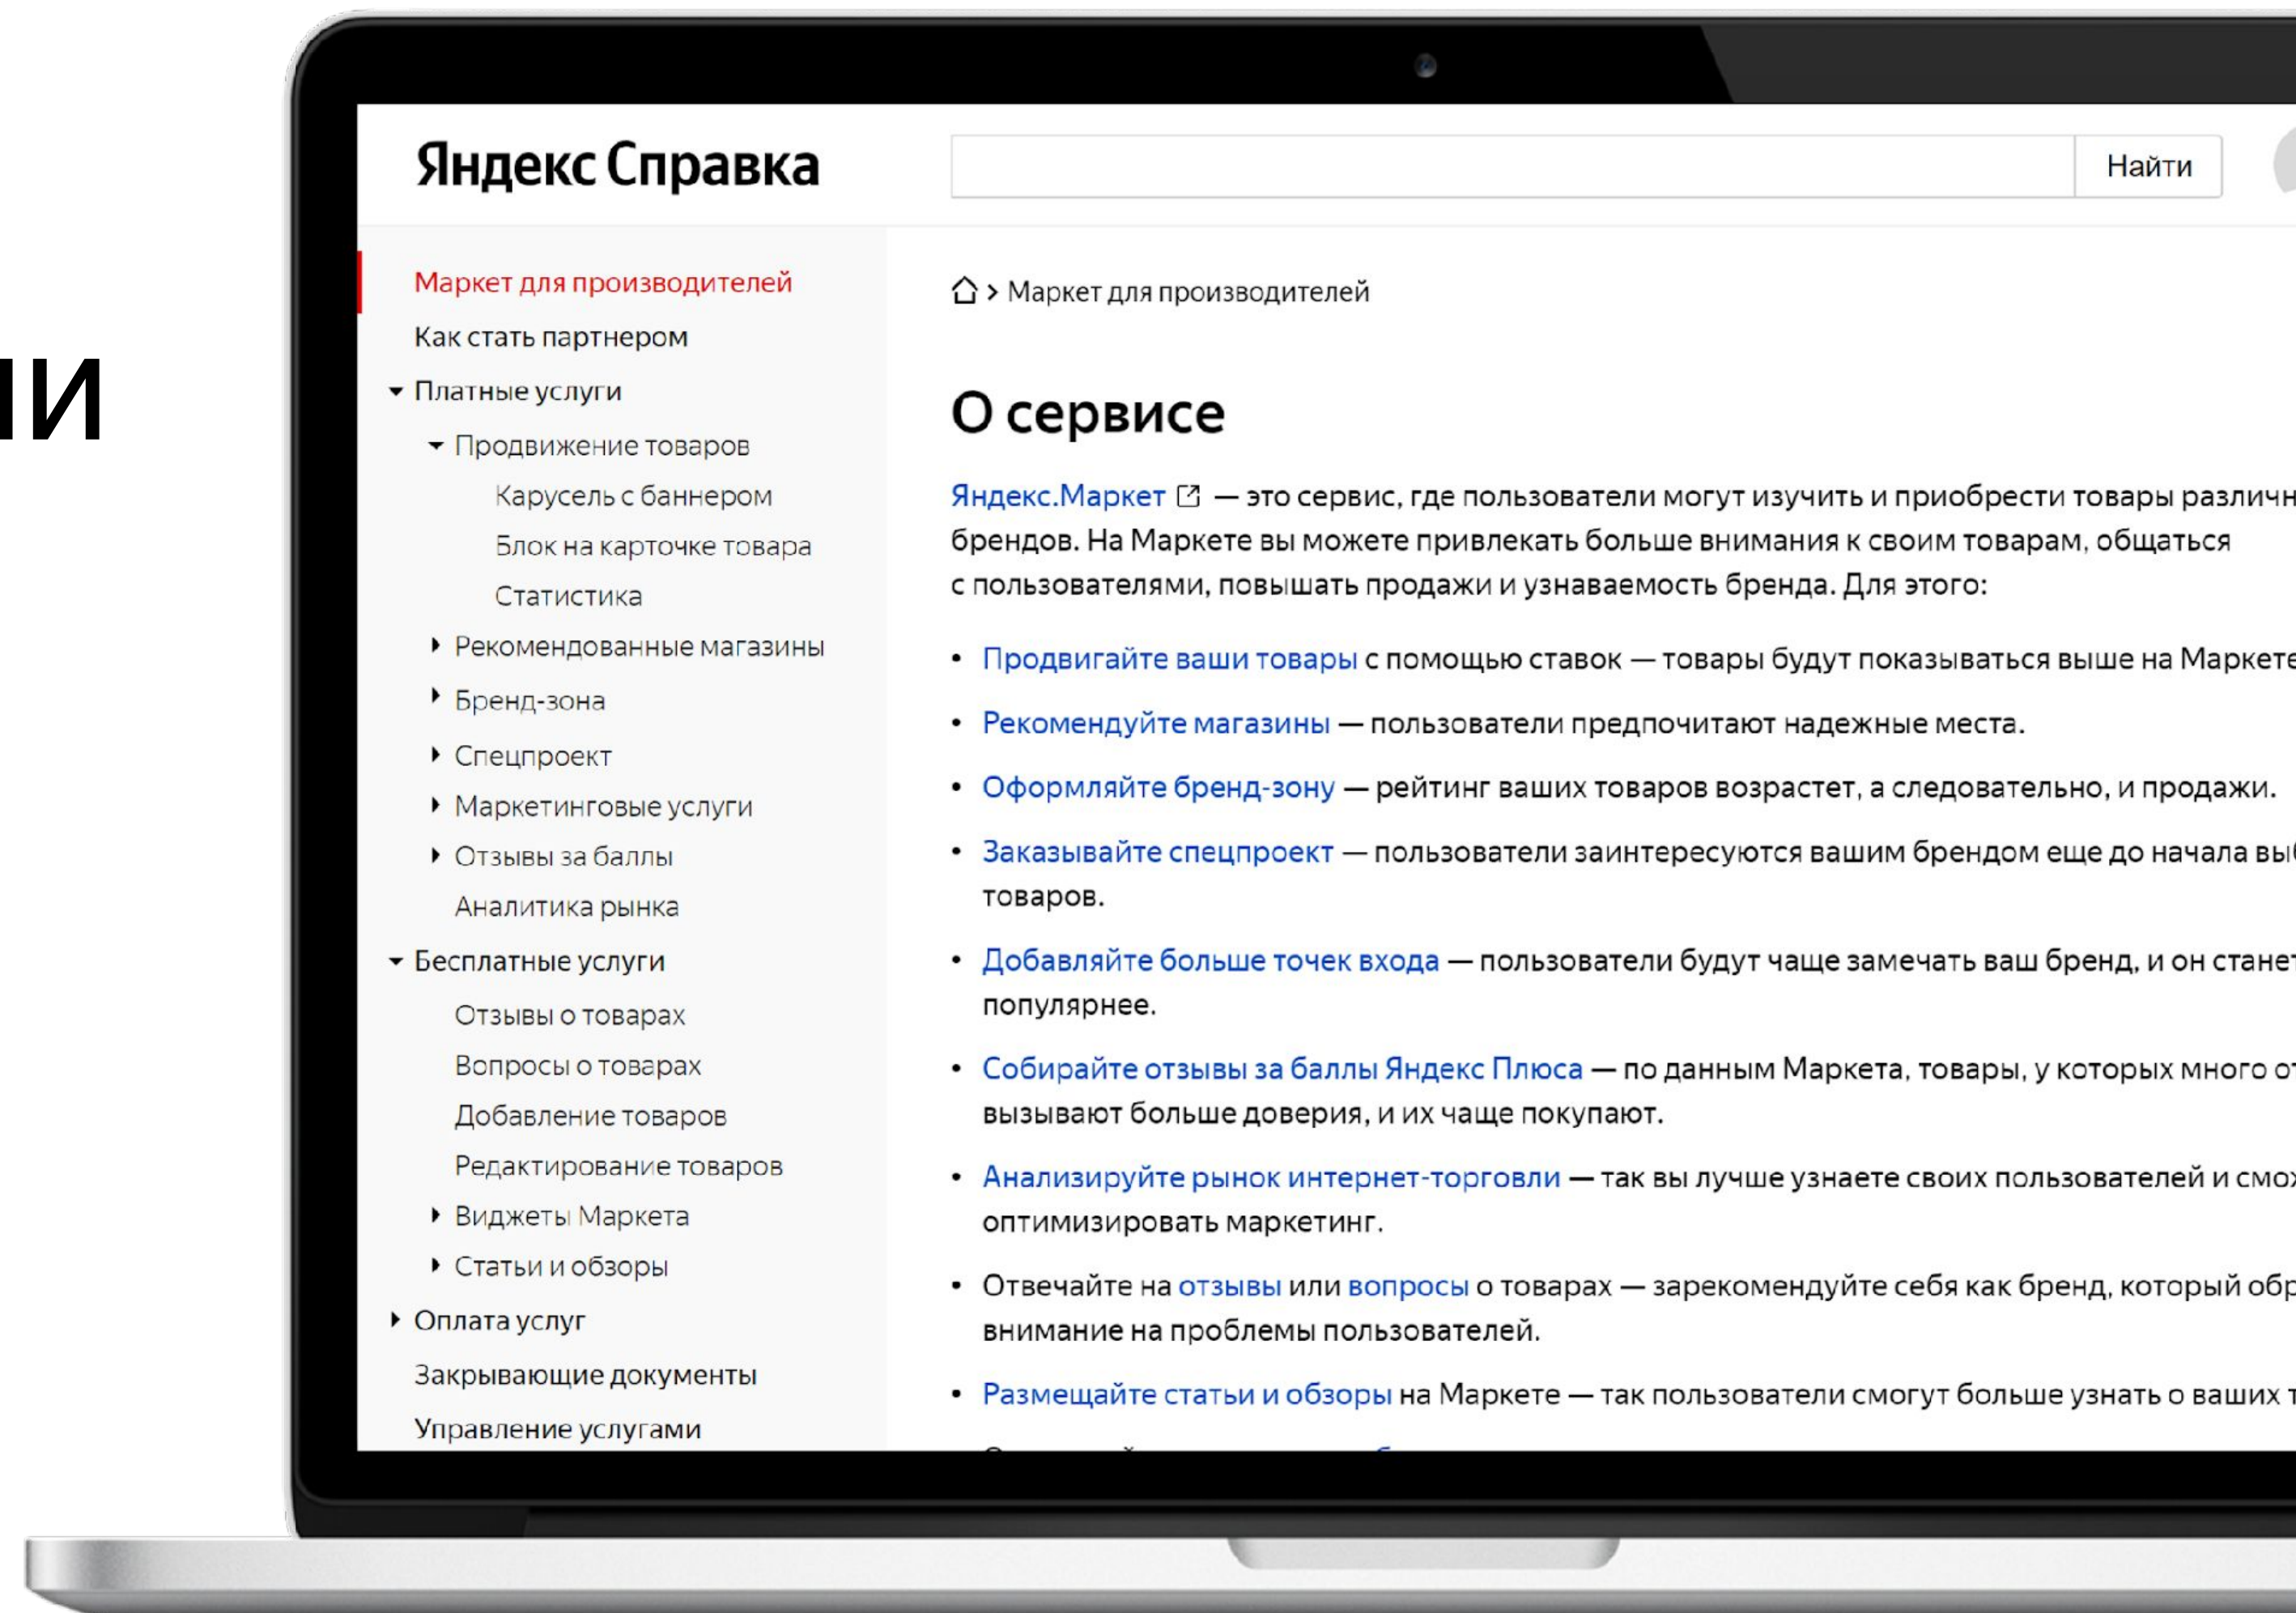 Яндекс Справка
Найти
Маркет для производителей
Как стать партнером
Платные услуги
Продвижение товаров
Карусель с баннером
Блок на карточке товара
Статистика
Рекомендованные магазины
Бренд-зона
Спецпроект
Маркетинговые услуги
Отзывы за баллы
Аналитика рынка
Бесплатные услуги
Отзывы о товарах
Вопросы о товарах
Добавление товаров
Редактирование товаров
Виджеты Маркета
Статьи и обзоры
Оплата услуг
Закрывающие документы
Управление услугами
> Маркет для производителей
О сервисе
Яндекс.Маркет — это сервис, где пользователи могут изучить и приобрести товары
брендов. На Маркете вы можете привлекать больше внимания к своим товарам, общаться
с пользователями, повышать продажи и узнаваемость бренда. Для этого:
• Продвигайте ваши товары с помощью ставок — товары будут показываться выше на Маркете
• Рекомендуйте магазины — пользователи предпочитают надежные места.
• Оформляйте бренд-зону — рейтинг ваших товаров возрастет, а следовательно, и продажи.
• Заказывайте спецпроект — пользователи заинтересуются вашим брендом еще до начала
товаров.
• Добавляйте больше точек входа — пользователи будут чаще замечать ваш бренд, и он станет
популярнее.
• Собирайте отзывы за баллы Яндекс Плюса — по данным Маркета, товары, у которых много
вызывают больше доверия, и их чаще покупают.
• Анализируйте рынок интернет-торговли — так вы лучше узнаете своих пользователей и
оптимизировать маркетинг.
• Отвечайте на отзывы или вопросы о товарах — зарекомендуйте себя как бренд, который
внимание на проблемы пользователей.
• Размещайте статьи и обзоры на Маркете — так пользователи смогут больше узнать о ваших